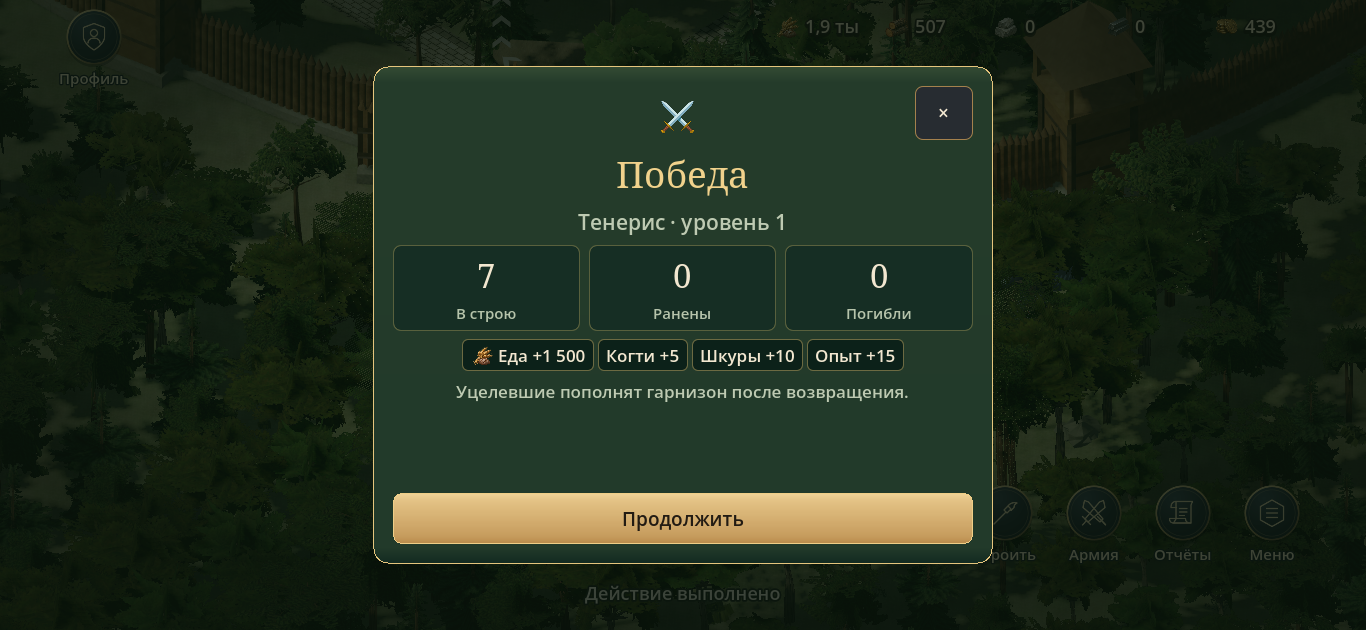 1,9 ты 507 0 0 439
Профиль
×
Победа
Тенерис · уровень 1
7 0 0
В строю Ранены Погибли
Еда +1 500 Когти +5 Шкуры +10 Опыт +15
Уцелевшие пополнят гарнизон после возвращения.
Продолжить
роить Армия Отчёты Меню
Действие выполнено